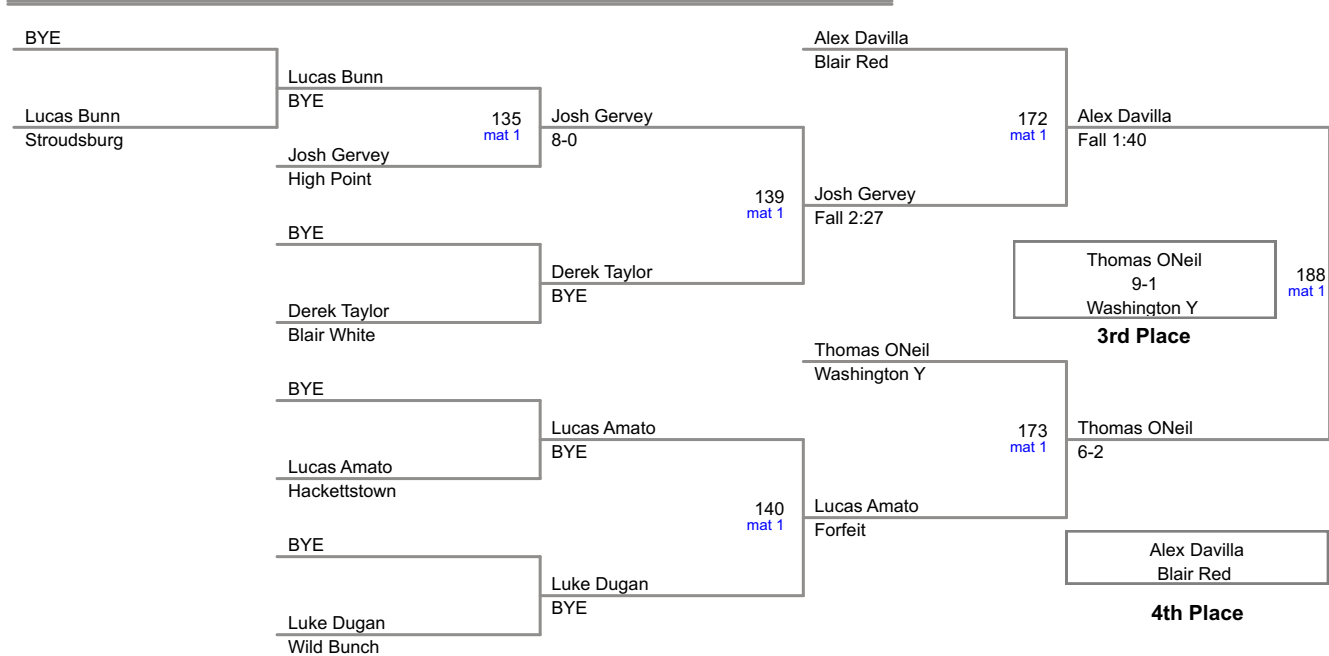 BYE
Lucas Bunn
Stroudsburg
Lucas Bunn
BYE
Josh Gervey
High Point
BYE
Derek Taylor
Blair White
BYE
Lucas Amato
Hackettstown
BYE
Luke Dugan
Wild Bunch
135
mat 1
Josh Gervey
8-0
Derek Taylor
BYE
Lucas Amato
BYE
Luke Dugan
BYE
139
mat 1
140
mat 1
Alex Davilla
Blair Red
Josh Gervey
Fall 2:27
Thomas ONeil
Washington Y
Lucas Amato
Forfeit
172
mat 1
173
mat 1
Alex Davilla
Fall 1:40
Thomas ONeil
9-1
Washington Y
3rd Place
188
mat 1
Thomas ONeil
6-2
Alex Davilla
Blair Red
4th Place